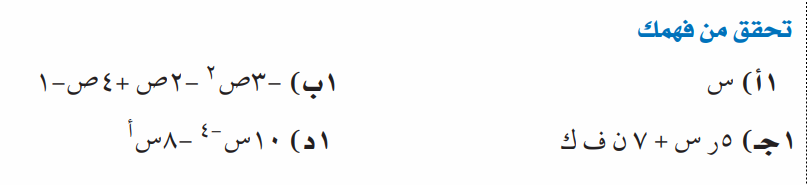 تحقق من فهمك
١أ) س ١ب) -٣ص٢ -٢ص +٤ص-١
١جـ) ٥ر س + ٧ ن ف ك ١د) ١٠س-٤ -٨س أ